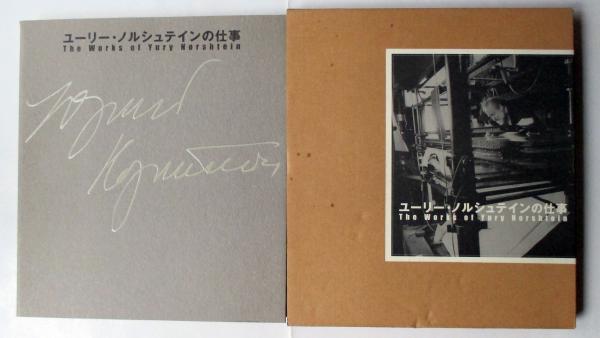 ユーリー・ノルシュテインの仕事
The Works of Yury Norshtein
Юрий
Норштейн
ユーリー・ノルシュテインの仕事
The Works of Yury Norshtein